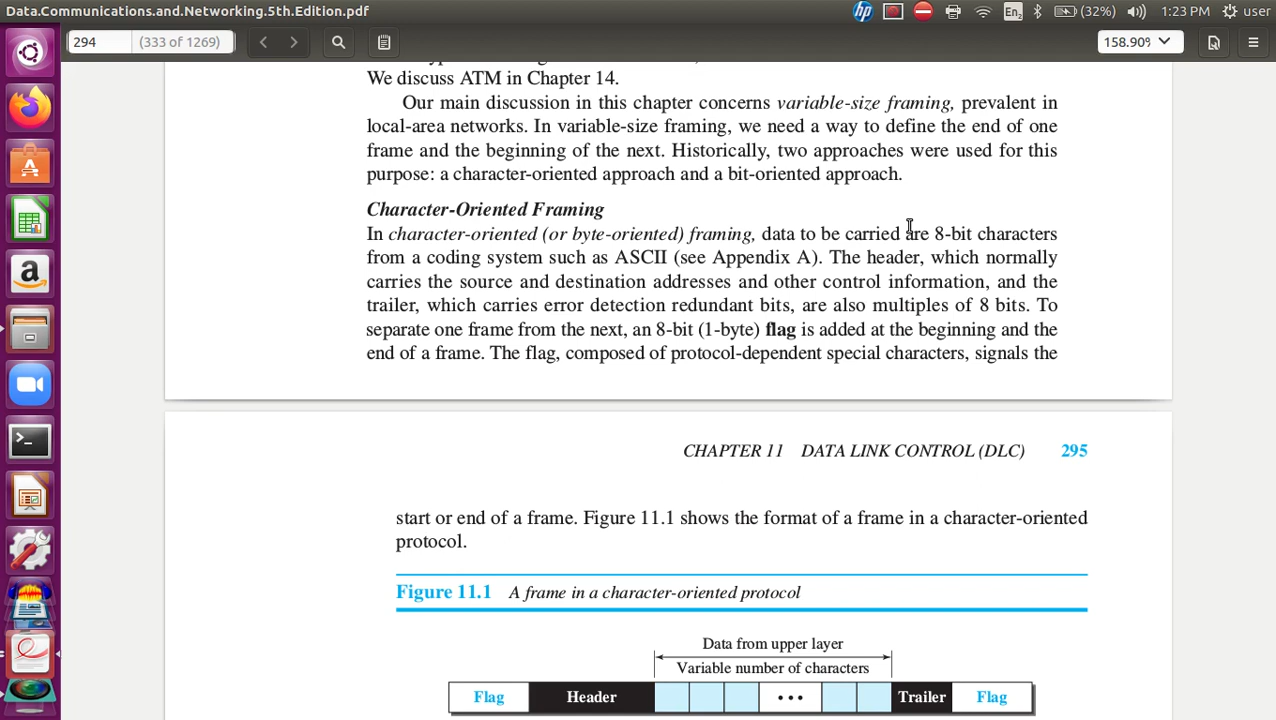 Data.Communications.and.Networking.5th.Edition.pdf
hp
En2
(32%)
1:23 PM
user
294
(333 of 1269)
158.90%
We discuss ATM in Chapter 14.
Our main discussion in this chapter concerns variable-size framing, prevalent in
local-area networks. In variable-size framing, we need a way to define the end of one
frame and the beginning of the next. Historically, two approaches were used for this
purpose: a character-oriented approach and a bit-oriented approach.
Character-Oriented Framing
In character-oriented (or byte-oriented) framing, data to be carried are 8-bit characters
from a coding system such as ASCII (see Appendix A). The header, which normally
carries the source and destination addresses and other control information, and the
trailer, which carries error detection redundant bits, are also multiples of 8 bits. To
separate one frame from the next, an 8-bit (1-byte) flag is added at the beginning and the
end of a frame. The flag, composed of protocol-dependent special characters, signals the
CHAPTER 11 DATA LINK CONTROL (DLC) 295
start or end of a frame. Figure 11.1 shows the format of a frame in a character-oriented
protocol.
Figure 11.1 A frame in a character-oriented protocol
Data from upper layer
Variable number of characters
Flag Header ••• Trailer Flag